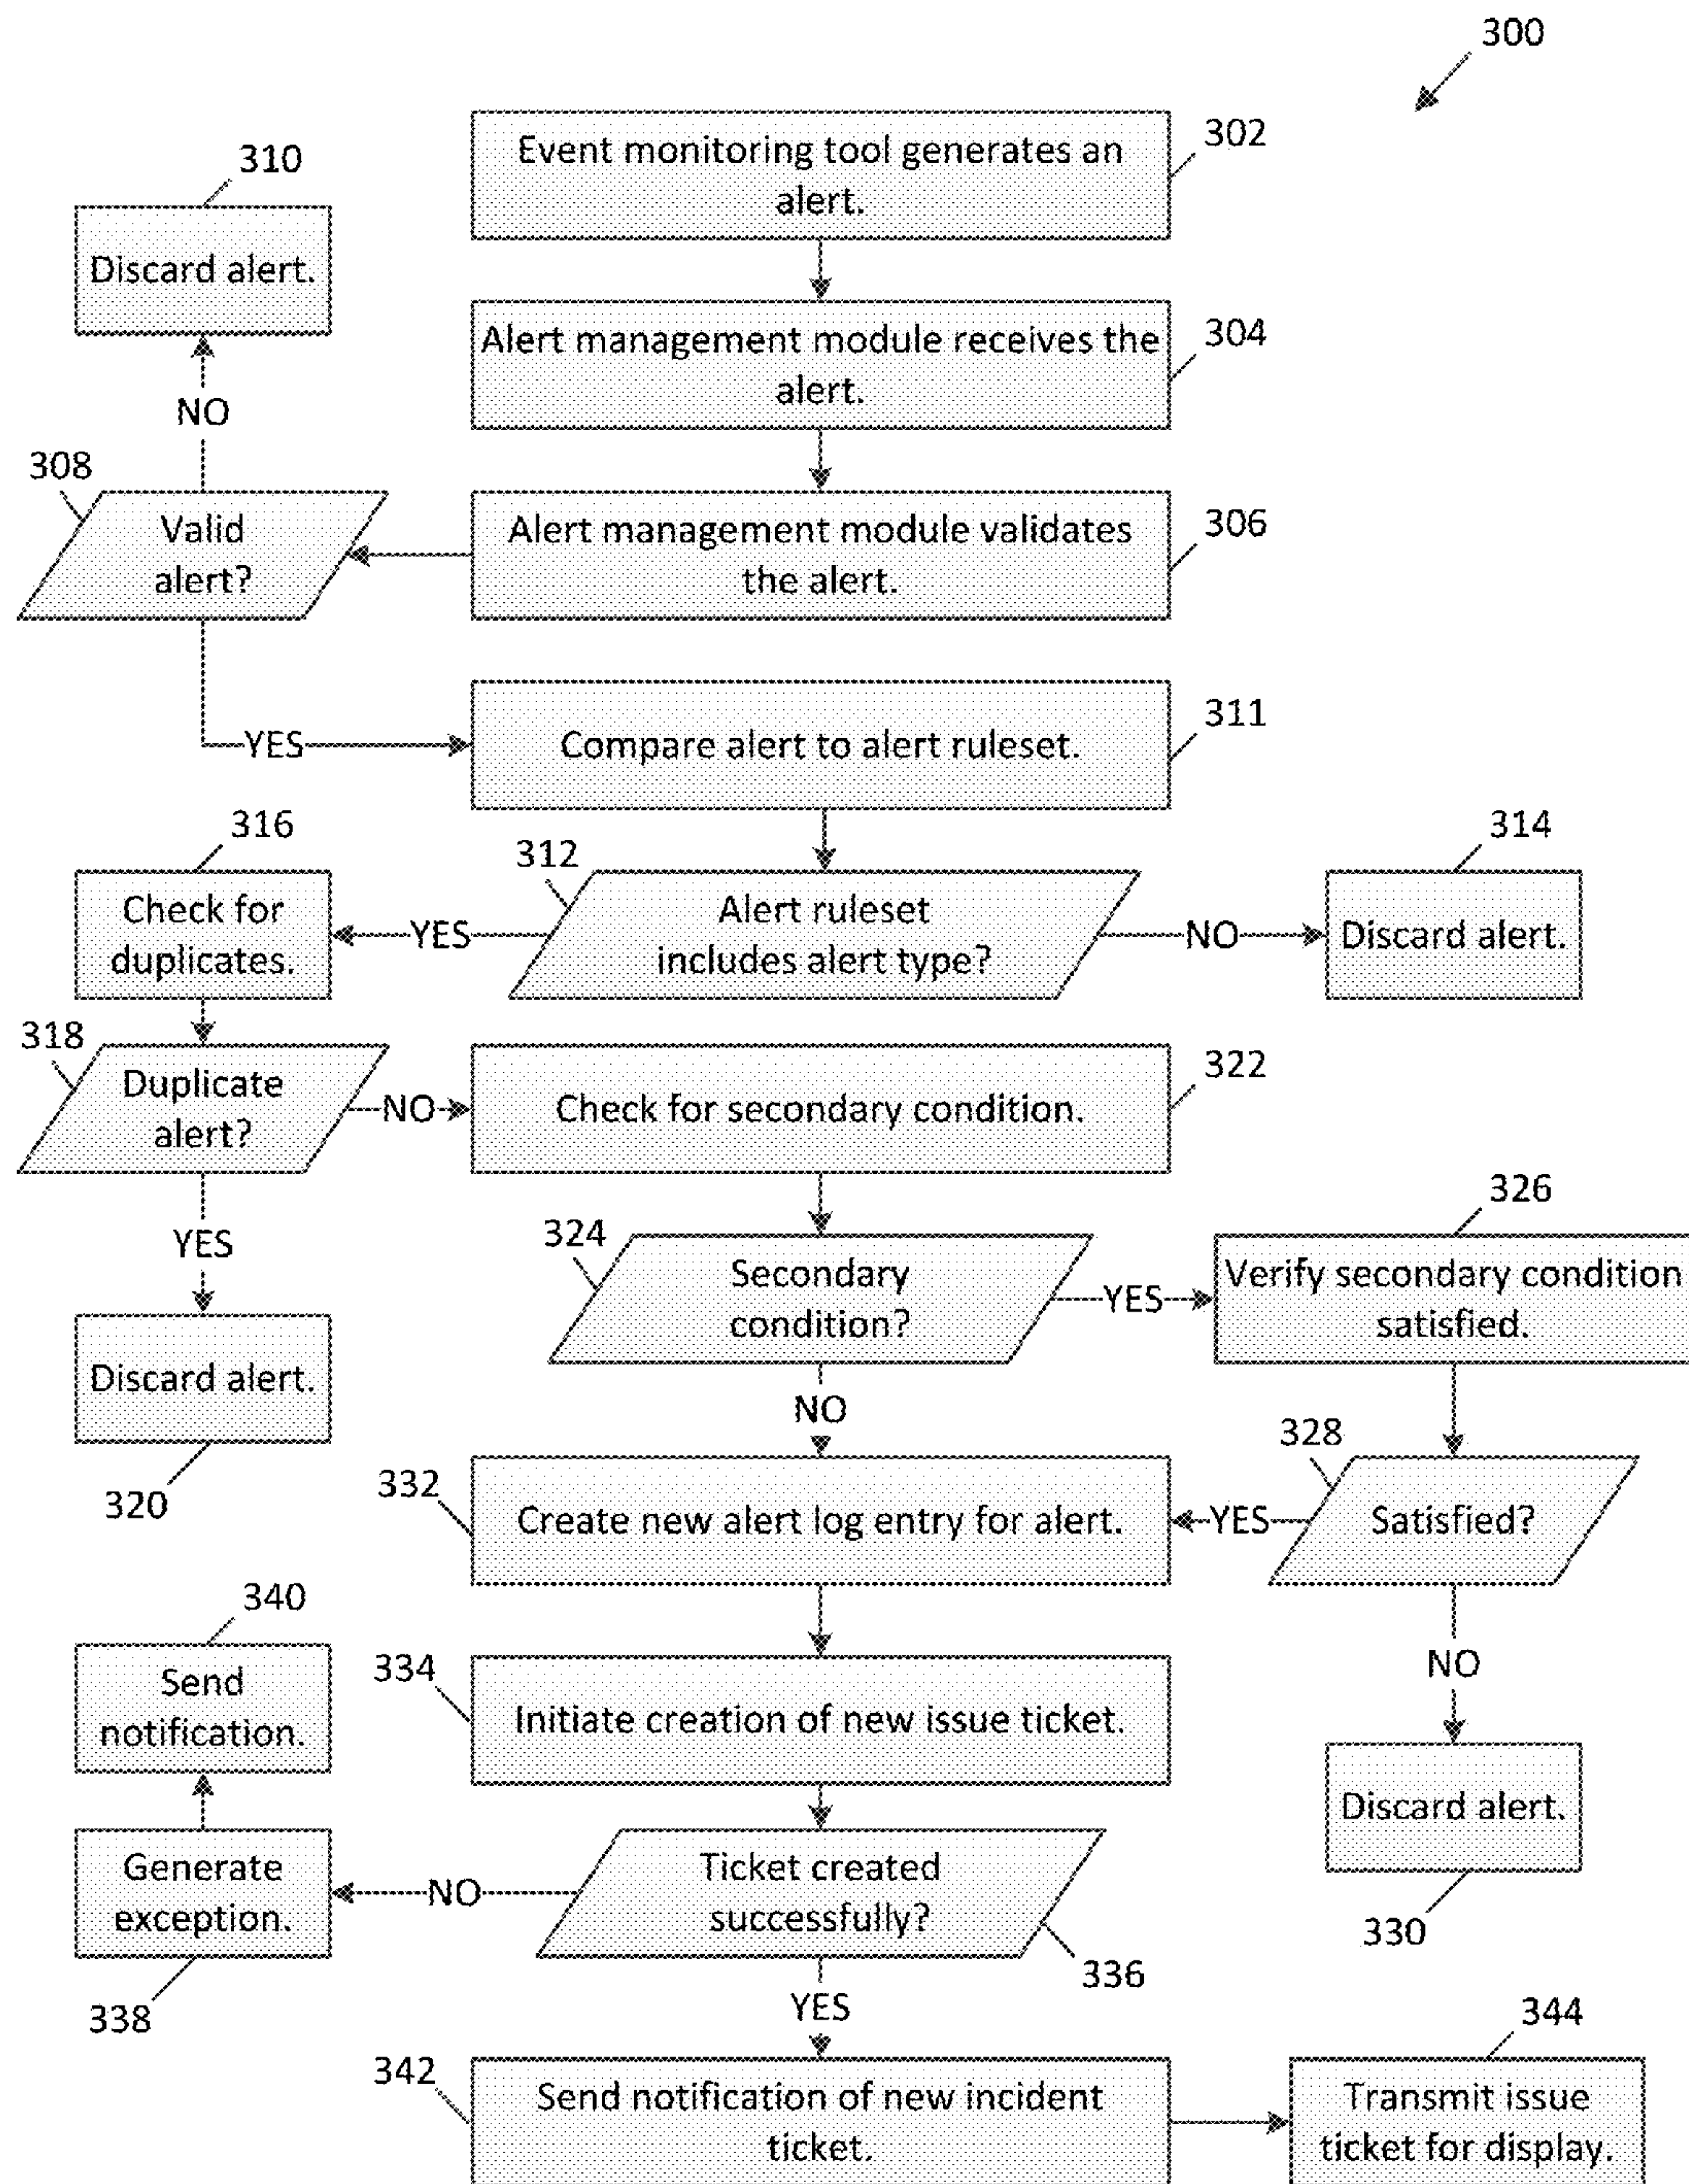 300
302
Event monitoring tool generates an
alert.
310
Discard alert.
304
Alert management module receives the
alert.
NO
308
Valid
alert?
306
Alert management module validates
the alert.
YES
311
Compare alert to alert ruleset.
316
Check for
duplicates.
YES
312
Alert ruleset
includes alert type?
NO
314
Discard alert.
318
Duplicate
alert?
NO
322
Check for secondary condition.
YES
320
Discard alert.
324
Secondary
condition?
YES
326
Verify secondary condition
satisfied.
NO
328
Satisfied?
YES
332
Create new alert log entry for alert.
NO
330
Discard alert.
334
Initiate creation of new issue ticket.
340
Send
notification.
338
Generate
exception.
NO
Ticket created
successfully?
336
YES
342
Send notification of new incident
ticket.
344
Transmit issue
ticket for display.